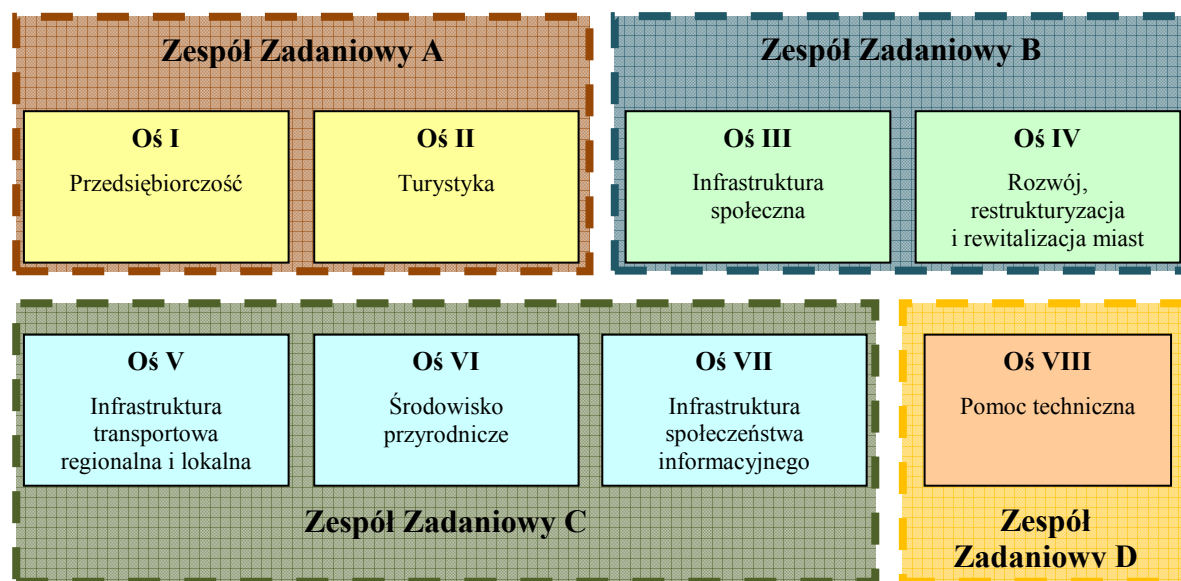 Zespół Zadaniowy A
Oś I
Przedsiębiorczość
Oś II
Turystyka
Zespół Zadaniowy B
Oś III
Infrastruktura
społeczna
Oś IV
Rozwój,
restrukturyzacja
i rewitalizacja miast
Oś V
Infrastruktura
transportowa
regionalna i lokalna
Oś VI
Środowisko
przyrodnicze
Oś VII
Infrastruktura
społeczeństwa
informacyjnego
Zespół Zadaniowy C
Oś VIII
Pomoc techniczna
Zespół
Zadaniowy D